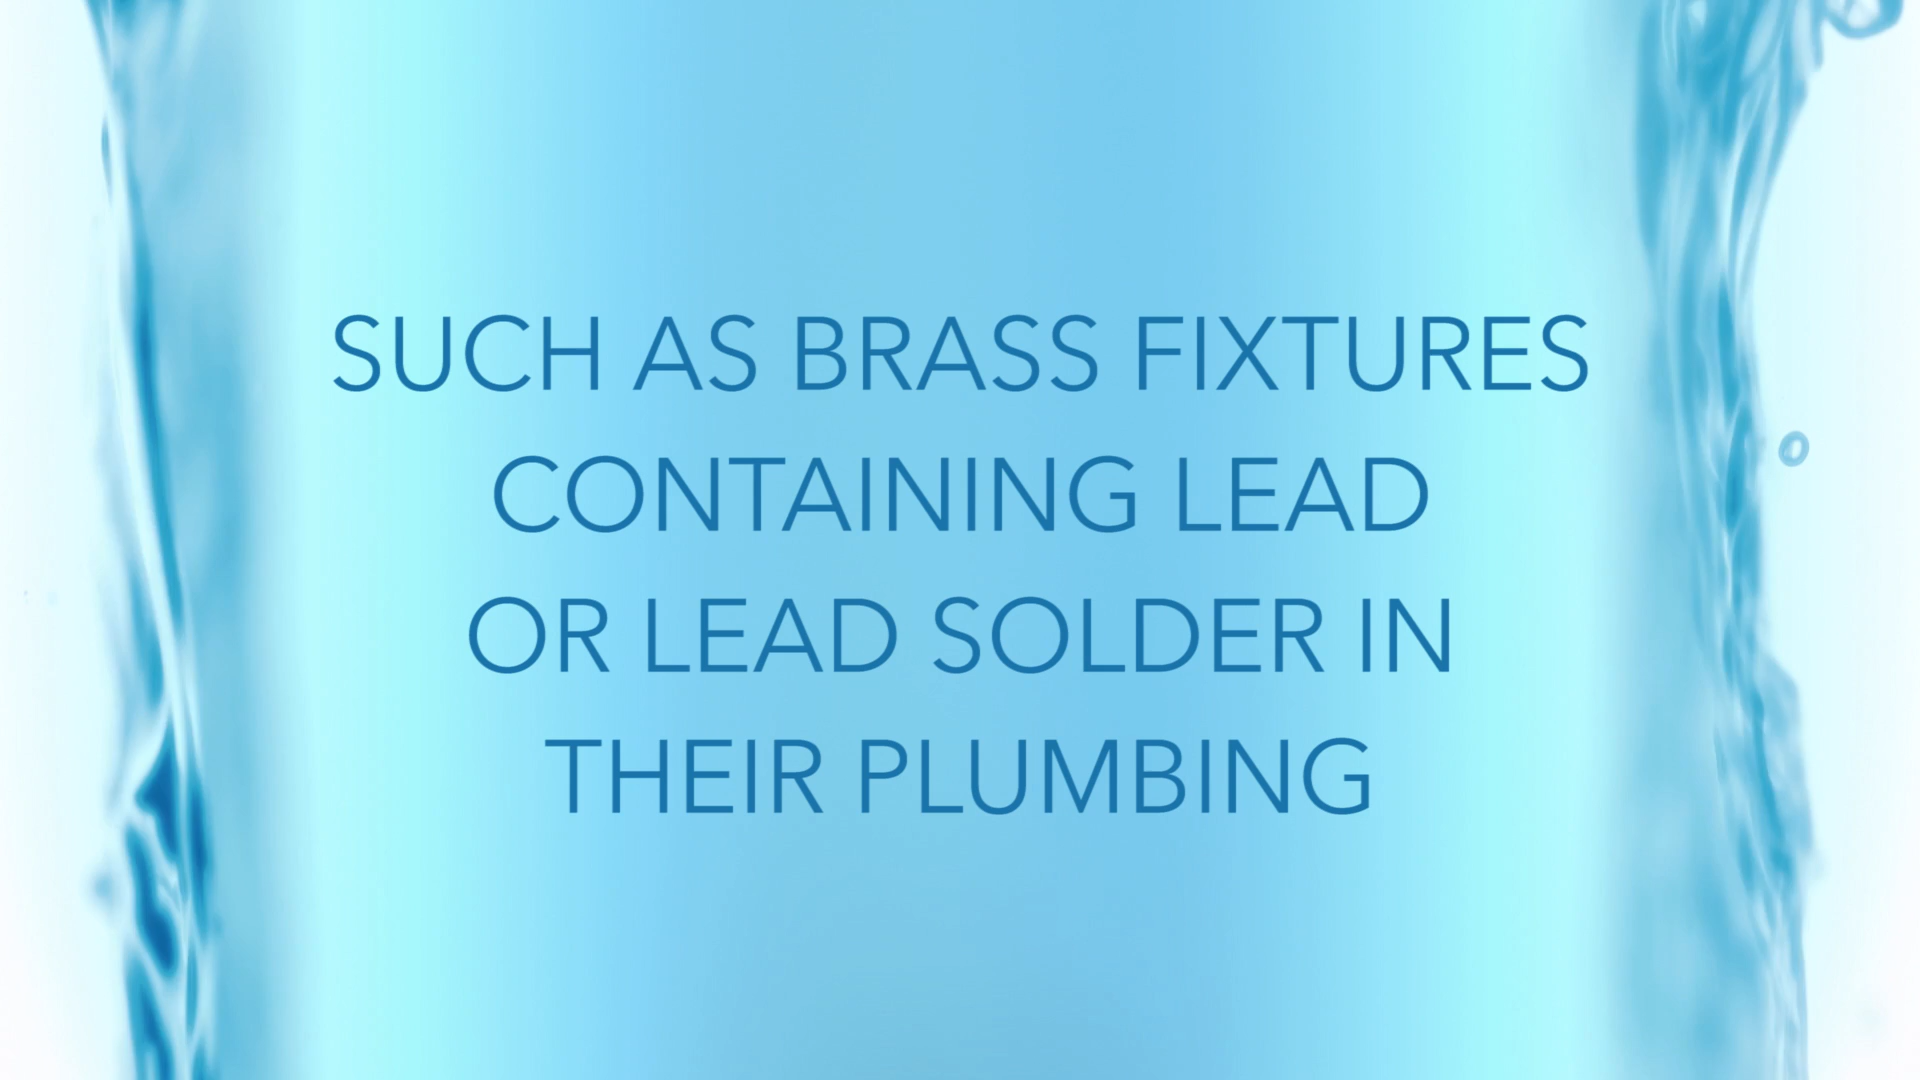 SUCH AS BRASS FIXTURES
CONTAINING LEAD
OR LEAD SOLDER IN
THEIR PLUMBING